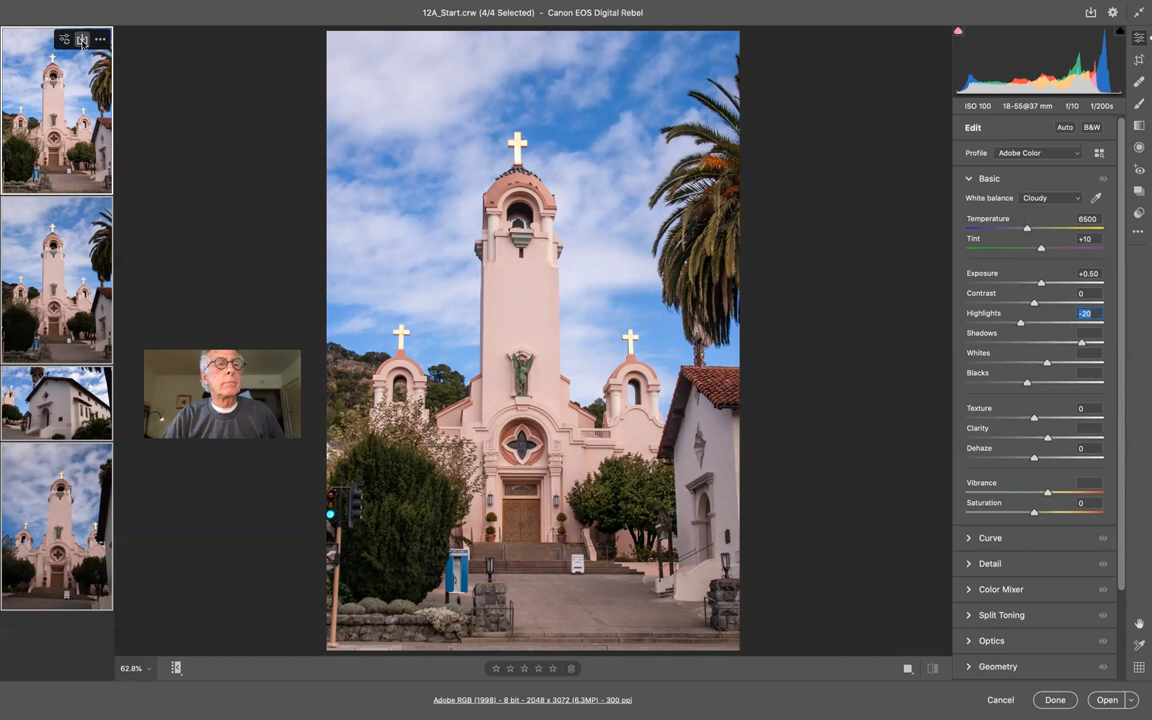 12A_Start.crw (4/4 Selected) - Canon EOS Digital Rebel
ISO 100 18-55@37 mm f/10 1/200s
Edit Auto B&W
Profile Adobe Color
Basic
White balance Cloudy
Temperature 6500
Tint +10
Exposure +0.50
Contrast 0
Highlights -20
Shadows
Whites
Blacks
Texture 0
Clarity
Dehaze 0
Vibrance
Saturation 0
Curve
Detail
Color Mixer
Split Toning
Optics
Geometry
62.8%
Adobe RGB (1998) - 8 bit - 2048 x 3072 (6.3MP) - 300 ppi
Cancel Done Open